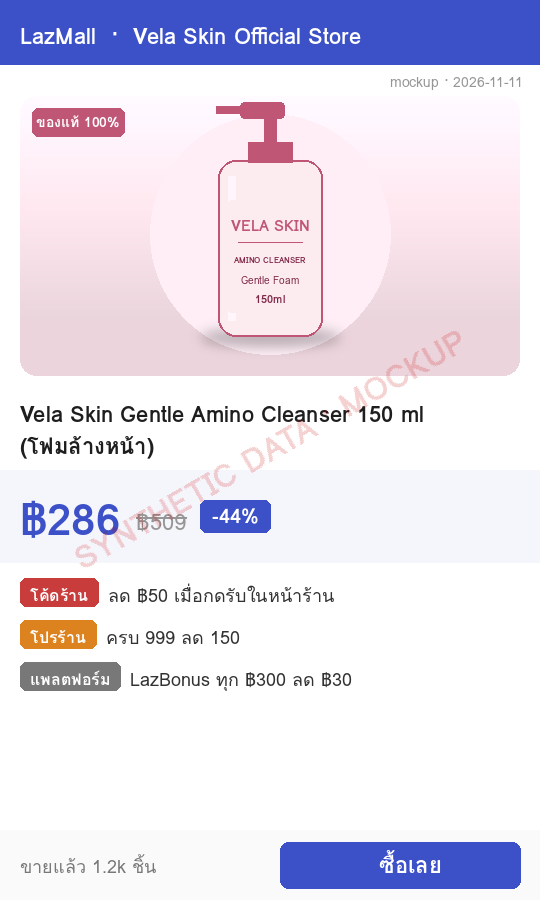 LazMall · Vela Skin Official Store
mockup · 2026-11-11
ของแท้ 100%
VELA SKIN
AMINO CLEANSER
Gentle Foam
150ml
Vela Skin Gentle Amino Cleanser 150 ml
(โฟมล้างหน้า)
฿286 ฿509 -44%
SYNTHETIC DATA · MOCKUP
โค้ดร้าน ลด ฿50 เมื่อกดรับในหน้าร้าน
โปรร้าน ครบ 999 ลด 150
แพลตฟอร์ม LazBonus ทุก ฿300 ลด ฿30
ขายแล้ว 1.2k ชิ้น
ซื้อเลย